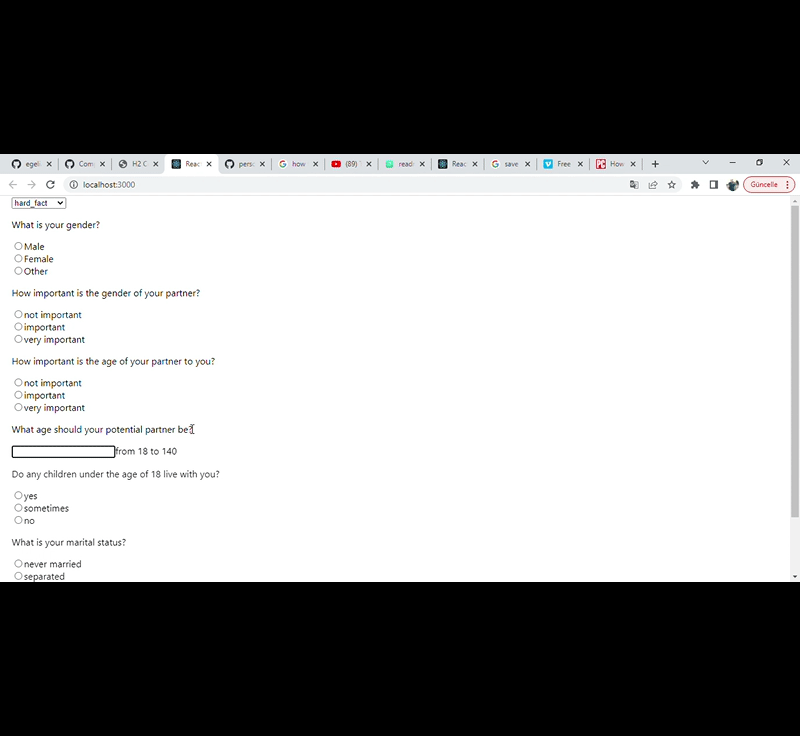 egeli Com H2 C Reac perso how (89) read Reac save Free How
localhost:3000 Güncelle
hard_fact
What is your gender?
Male
Female
Other
How important is the gender of your partner?
not important
important
very important
How important is the age of your partner to you?
not important
important
very important
What age should your potential partner be?
from 18 to 140
Do any children under the age of 18 live with you?
yes
sometimes
no
What is your marital status?
never married
separated